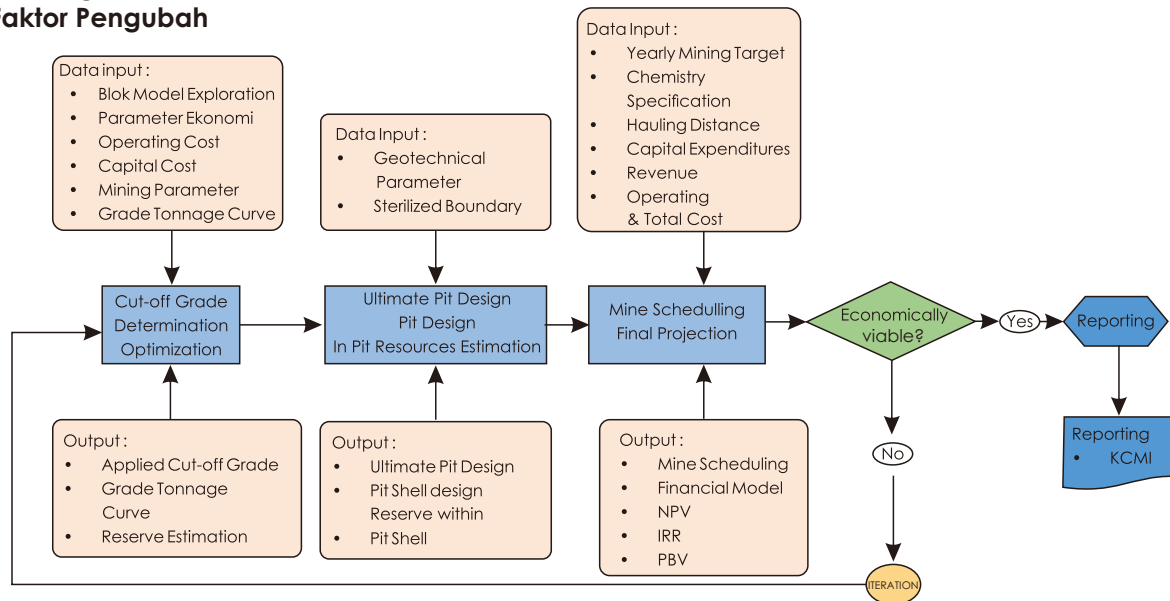 Faktor Pengubah
Data input :
• Blok Model Exploration
• Parameter Ekonomi
• Operating Cost
• Capital Cost
• Mining Parameter
• Grade Tonnage Curve
Data Input :
• Geotechnical
Parameter
• Sterilized Boundary
Data Input :
• Yearly Mining Target
• Chemistry
Specification
• Hauling Distance
• Capital Expenditures
• Revenue
• Operating
& Total Cost
Cut-off Grade
Determination
Optimization
Ultimate Pit Design
Pit Design
In Pit Resources Estimation
Mine Schedulling
Final Projection
Economically
viable?
Yes
Reporting
Output :
• Applied Cut-off Grade
• Grade Tonnage
Curve
• Reserve Estimation
Output :
• Ultimate Pit Design
• Pit Shell design
Reserve within
• Pit Shell
Output :
• Mine Scheduling
• Financial Model
• NPV
• IRR
• PBV
No
Reporting
• KCMI
ITERATION